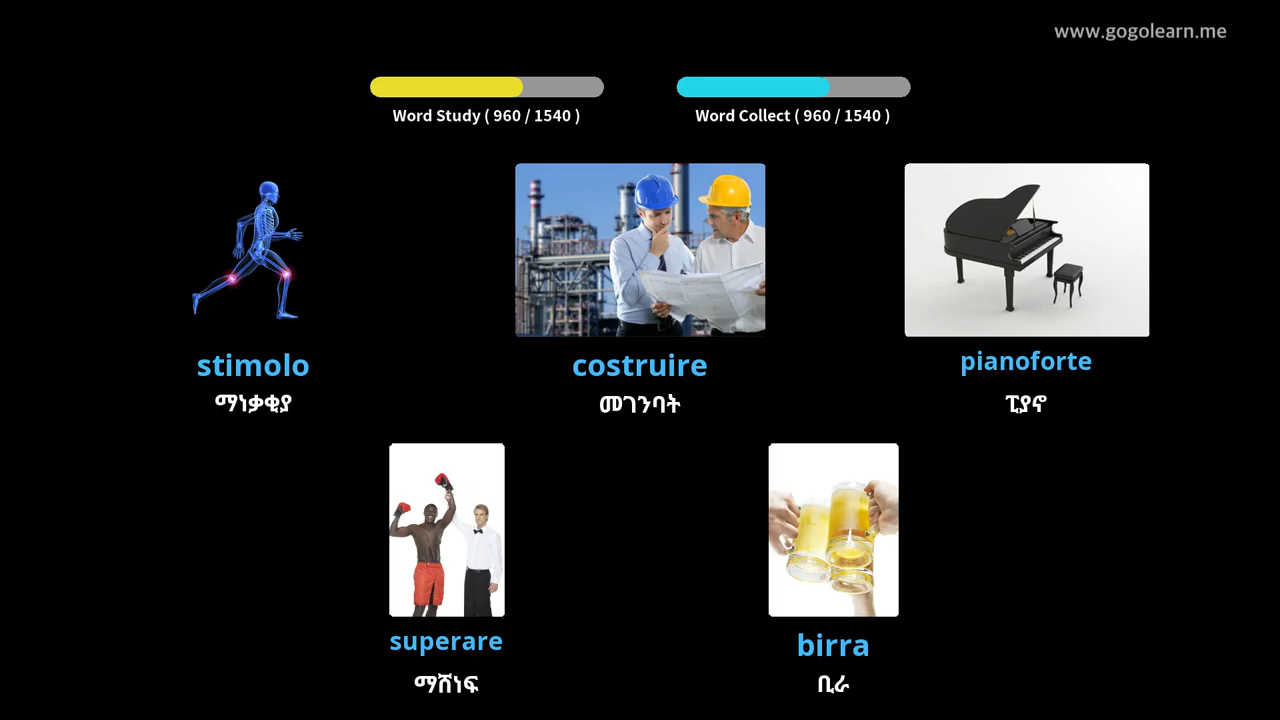 www.gogolearn.me
Word Study ( 960 / 1540 )
Word Collect ( 960 / 1540 )
stimolo
ማነቃቂያ
costruire
መገንባት
pianoforte
ፒያኖ
superare
ማሸነፍ
birra
ቢራ